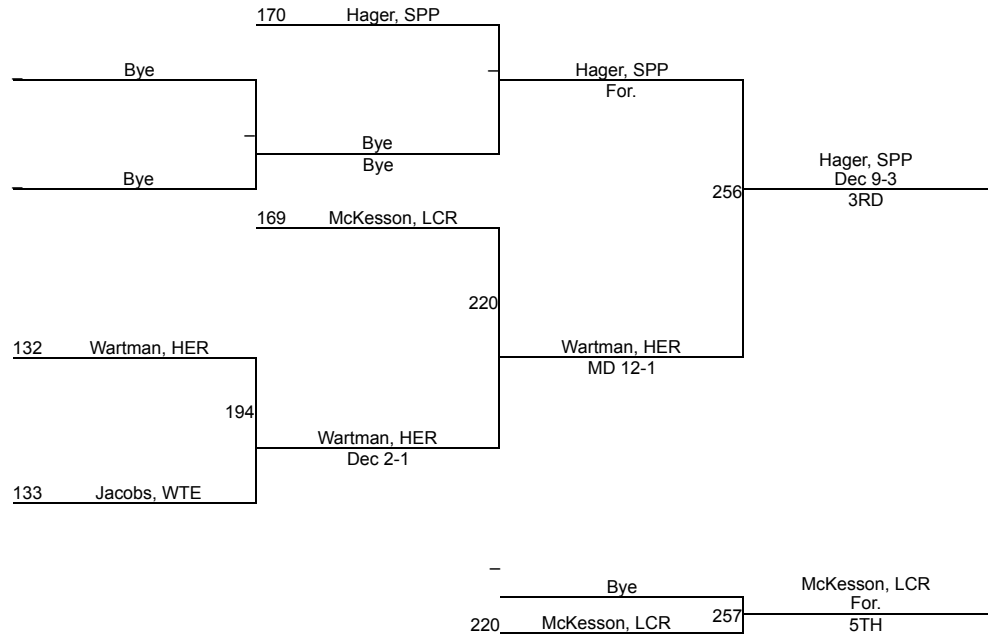 170 Hager, SPP
_ Bye
_ Hager, SPP
For.
_
Bye
Bye
_ Bye
Hager, SPP
Dec 9-3
3RD
256
169 McKesson, LCR
220
132 Wartman, HER
Wartman, HER
MD 12-1
194
Wartman, HER
Dec 2-1
133 Jacobs, WTE
_
Bye
McKesson, LCR
For.
5TH
257
220 McKesson, LCR